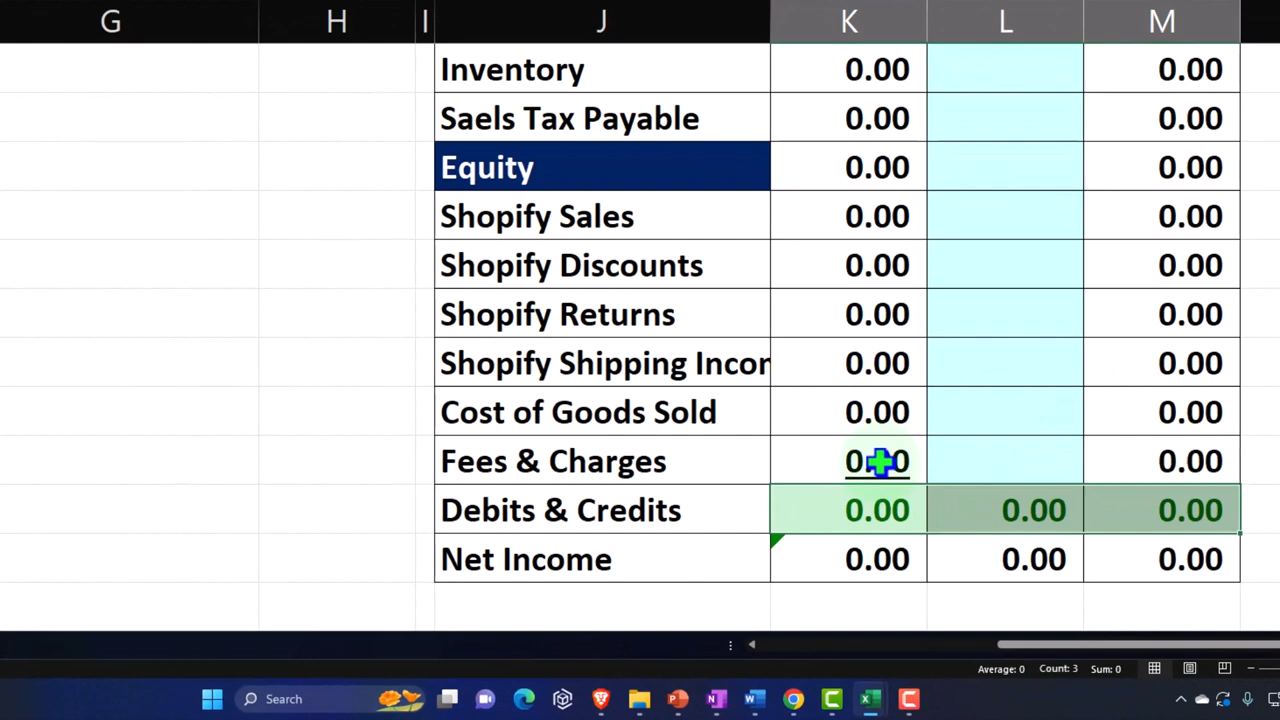 G H I J K L M
Inventory 0.00 0.00
Saels Tax Payable 0.00 0.00
Equity 0.00 0.00
Shopify Sales 0.00 0.00
Shopify Discounts 0.00 0.00
Shopify Returns 0.00 0.00
Shopify Shipping Incor 0.00 0.00
Cost of Goods Sold 0.00 0.00
Fees & Charges 0.00 0.00
Debits & Credits 0.00 0.00 0.00
Net Income 0.00 0.00 0.00
Average: 0 Count: 3 Sum: 0
Search